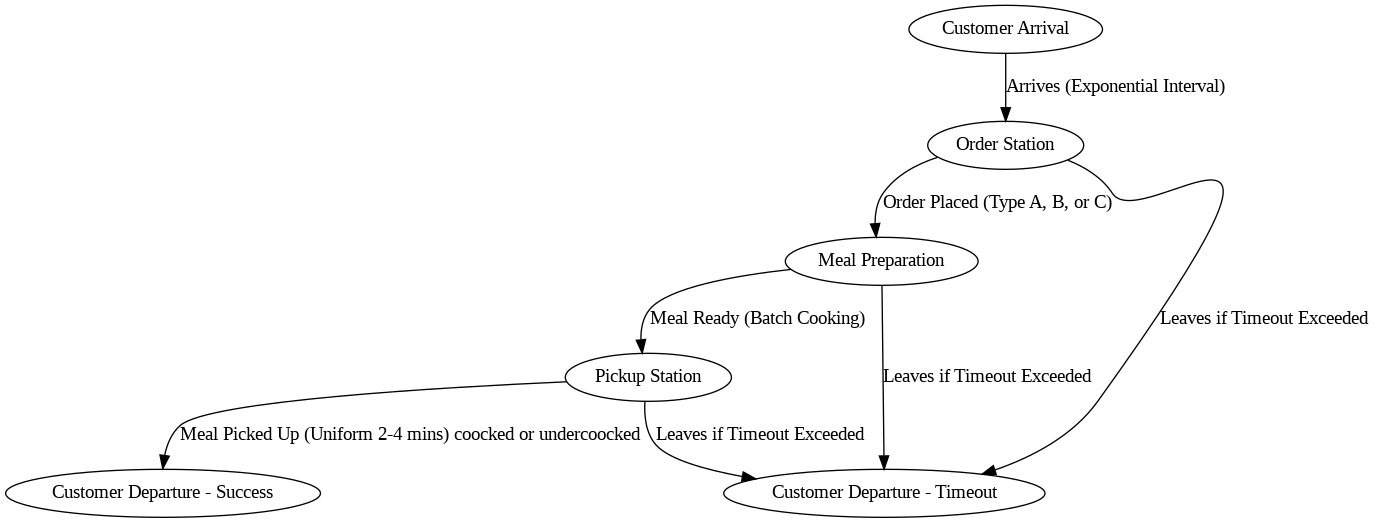 Customer Arrival
Arrives (Exponential Interval)
Order Station
Order Placed (Type A, B, or C)
Meal Preparation
Meal Ready (Batch Cooking)
Leaves if Timeout Exceeded
Pickup Station
Leaves if Timeout Exceeded
Meal Picked Up (Uniform 2-4 mins) coocked or undercoocked
Leaves if Timeout Exceeded
Customer Departure - Success
Customer Departure - Timeout